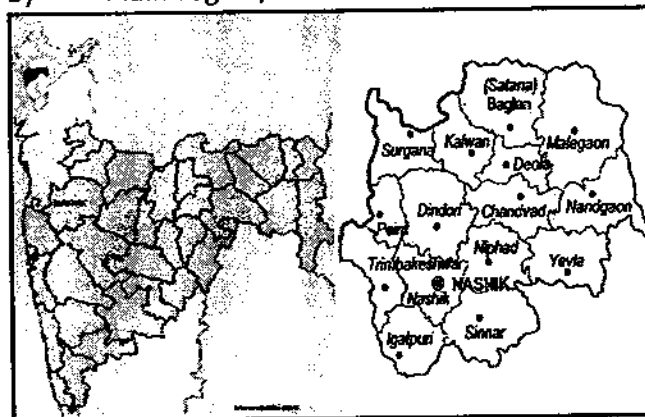 (Satana)
Baglan
Surgana
Kalwan
Malegaon
Deola
Dindori
Chandvad
Nandgaon
Peint
Niphad
Yevla
Trimbakeshwar
NASHIK
Nashik
Sinnar
Igatpuri